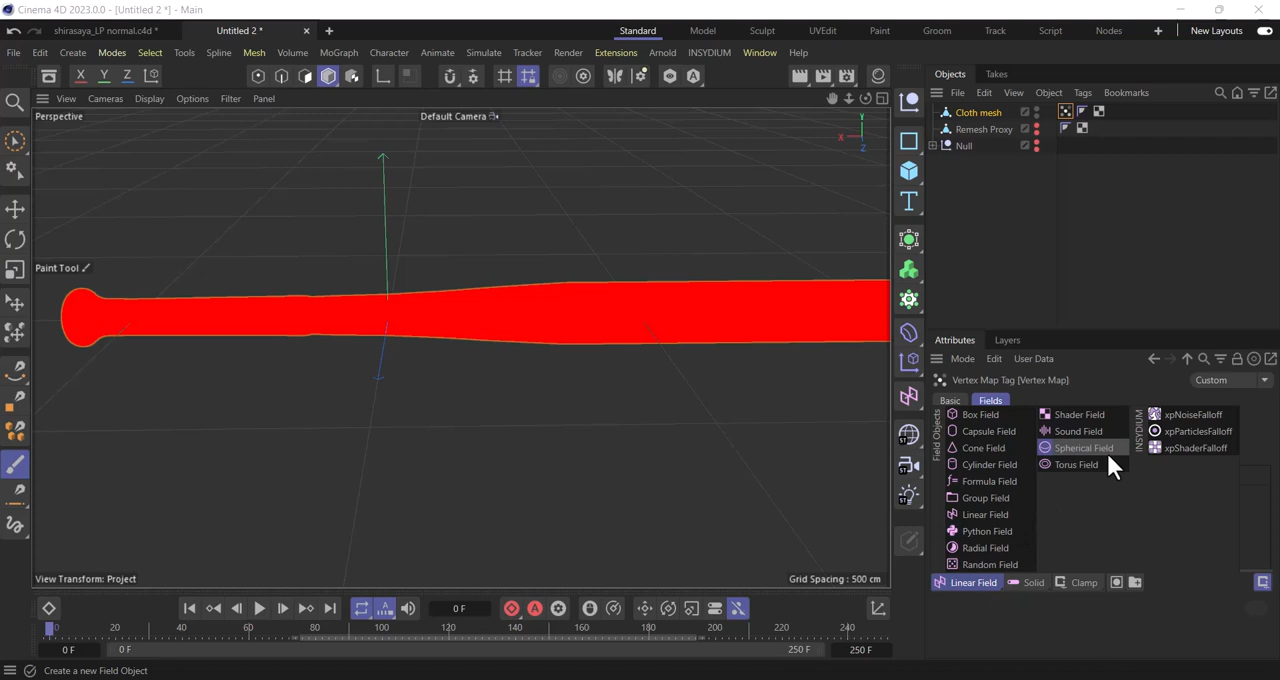 Cinema 4D 2023.0.0 - [Untitled 2 *] - Main
shirasaya_LP normal.c4d *
Untitled 2 *
Standard Model Sculpt UVEdit Paint Groom Track Script Nodes New Layouts
File Edit Create Modes Select Tools Spline Mesh Volume MoGraph Character Animate Simulate Tracker Render Extensions Arnold INSYDIUM Window Help
X Y Z
Objects Takes
View Cameras Display Options Filter Panel
File Edit View Object Tags Bookmarks
Perspective
Default Camera
Y
X
Z
Cloth mesh
Remesh Proxy
Null
Paint Tool
Attributes Layers
Mode Edit User Data
Vertex Map Tag [Vertex Map]
Custom
Basic Fields
Field Objects
Box Field
Capsule Field
Cone Field
Cylinder Field
Formula Field
Group Field
Linear Field
Python Field
Radial Field
Random Field
Shader Field
Sound Field
Spherical Field
Torus Field
INSYDIUM
xpNoiseFalloff
xpParticlesFalloff
xpShaderFalloff
Linear Field Solid Clamp
View Transform: Project
Grid Spacing : 500 cm
0 F
0 20 40 60 80 100 120 140 160 180 200 220 240
0 F 0 F 250 F 250 F
Create a new Field Object